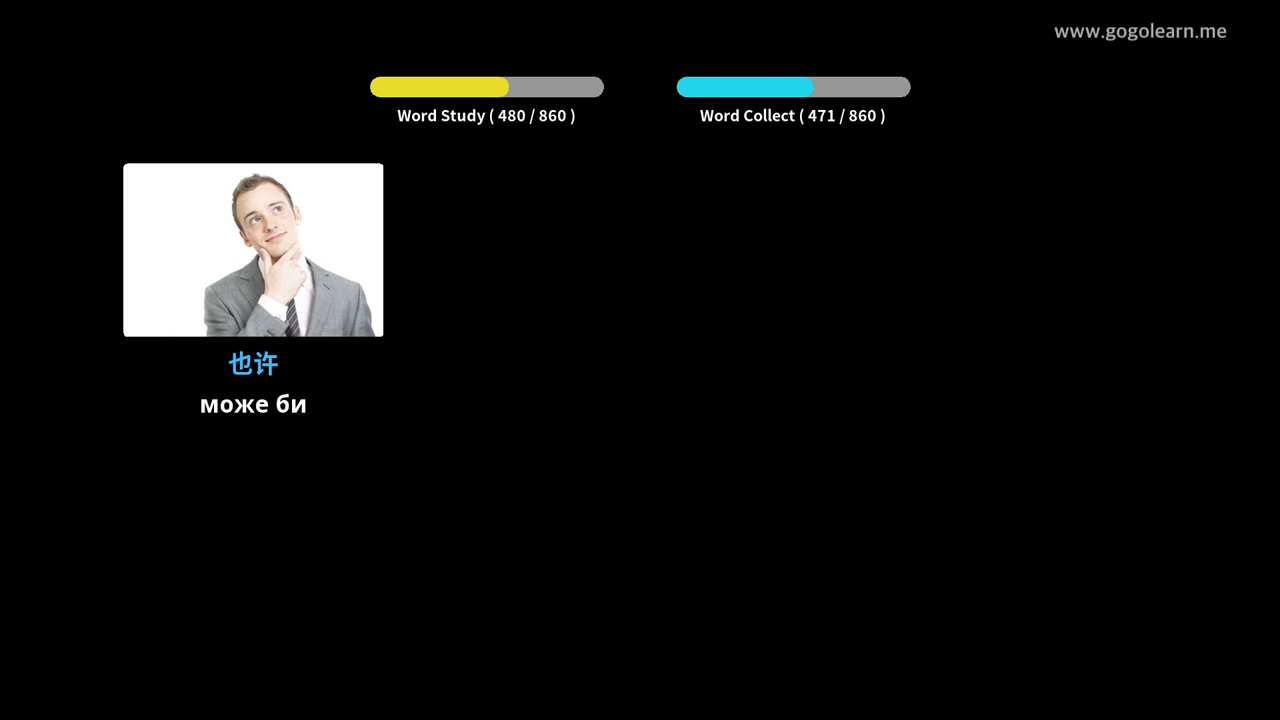 www.gogolearn.me
Word Study ( 480 / 860 )
Word Collect ( 471 / 860 )
也许
може би